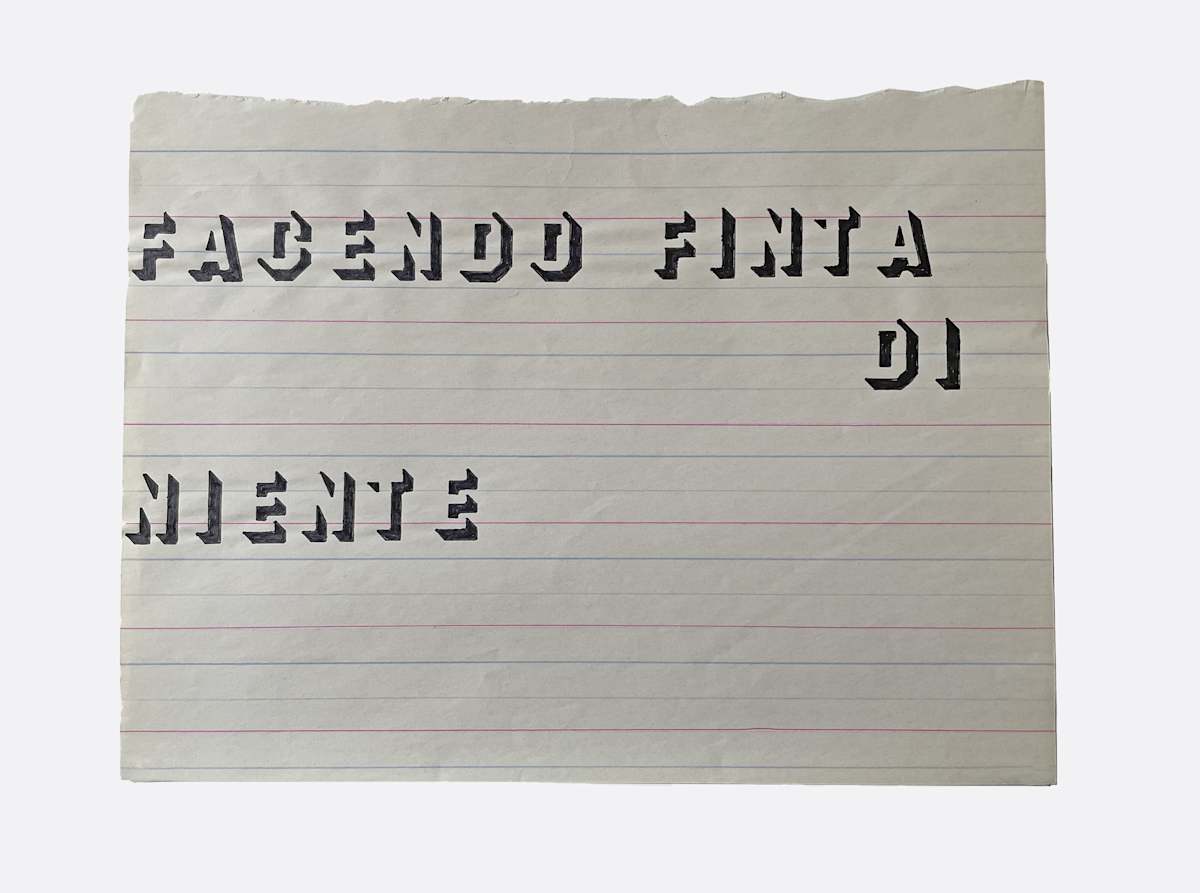 FACENDO FINTA
DI
NIENTE